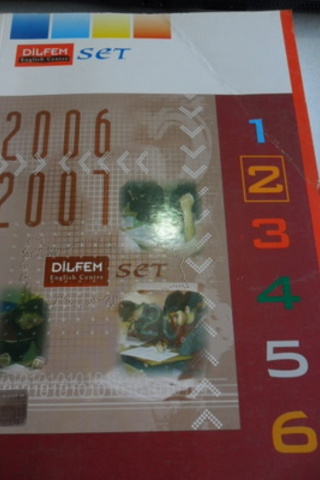 DİLFEM SET
English Centre
2006
2007
DİLFEM SET
English Centre
1
2
3
4
5
6